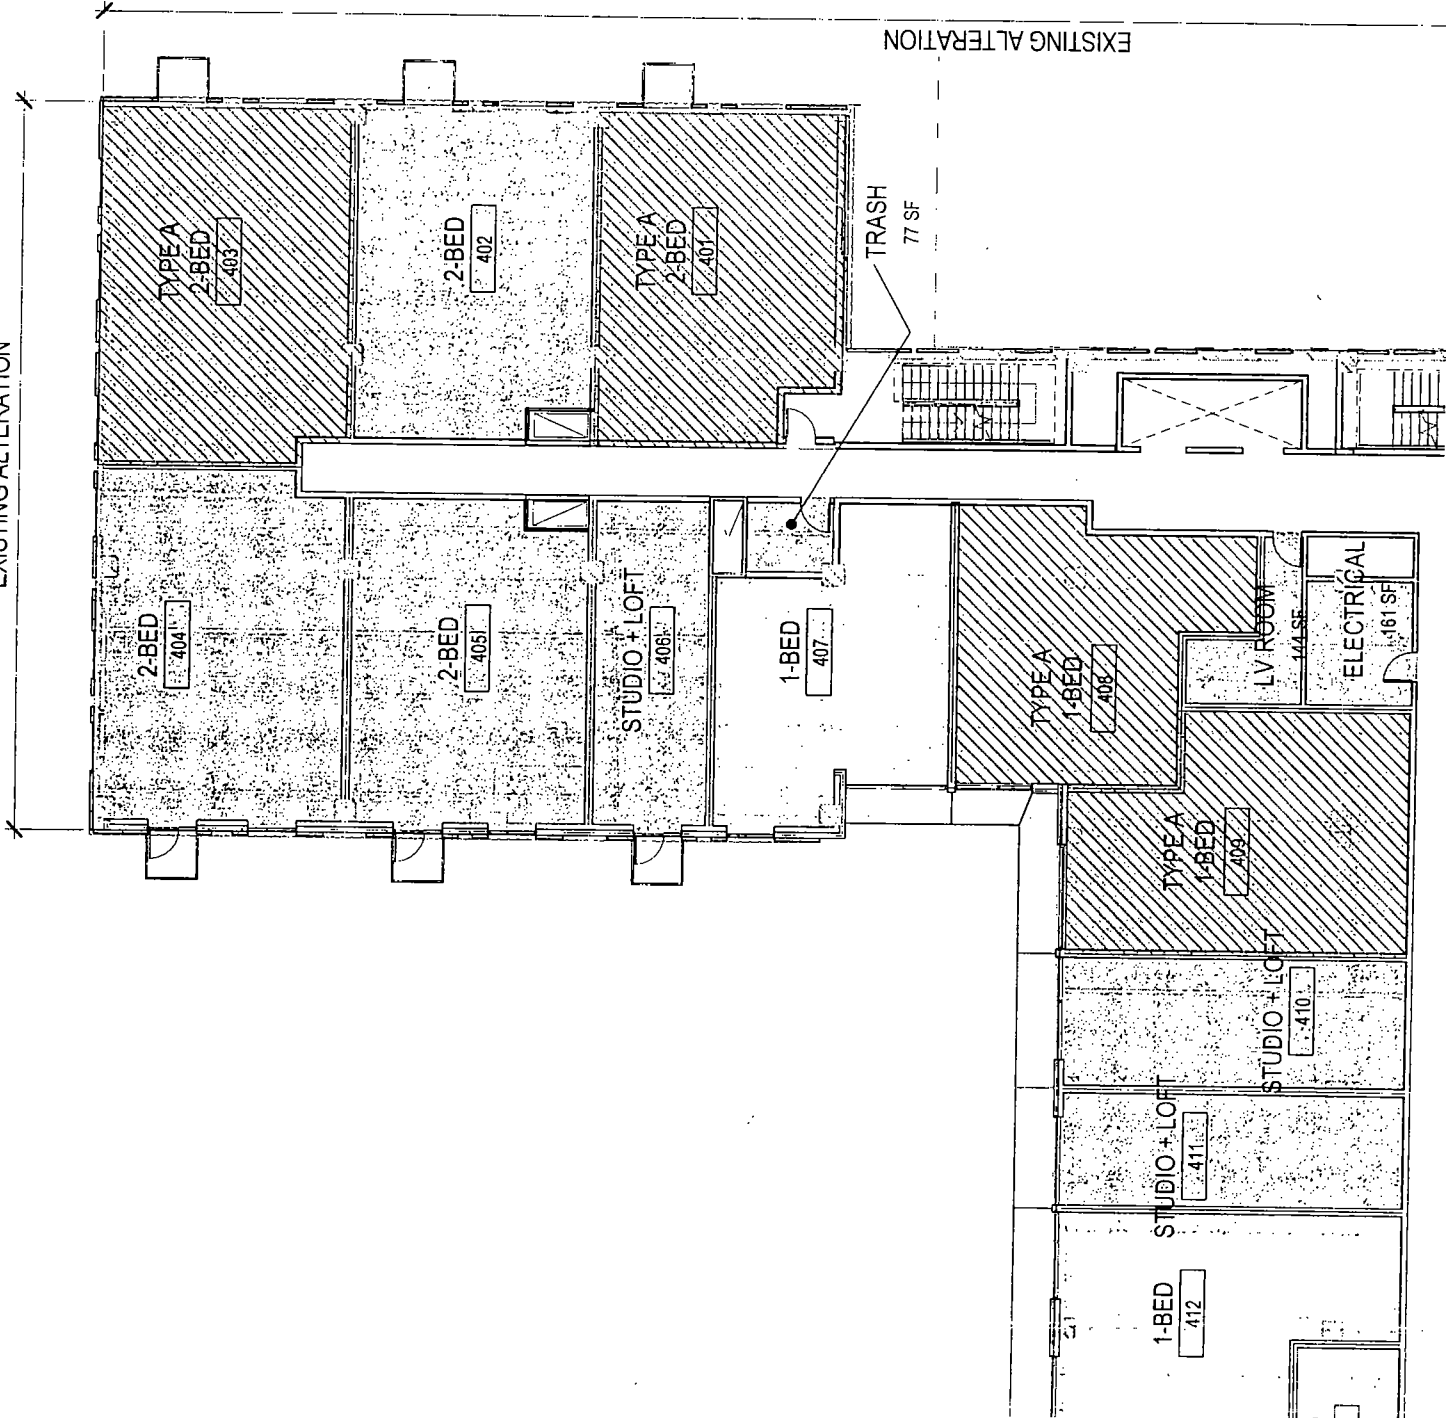 EXISTING ALTERATION
EXISTING ALTERATION
TYPE A
2-BED
403
2-BED
402
TYPE A
2-BED
401
TRASH
77 SF
2-BED
404
2-BED
405
STUDIO + LOFT
406
1-BED
407
TYPE A
1-BED
408
LV ROOM
144 SF
ELECTRICAL
161 SF
TYPE A
1-BED
409
STUDIO + LOFT
410
STUDIO + LOFT
411
1-BED
412